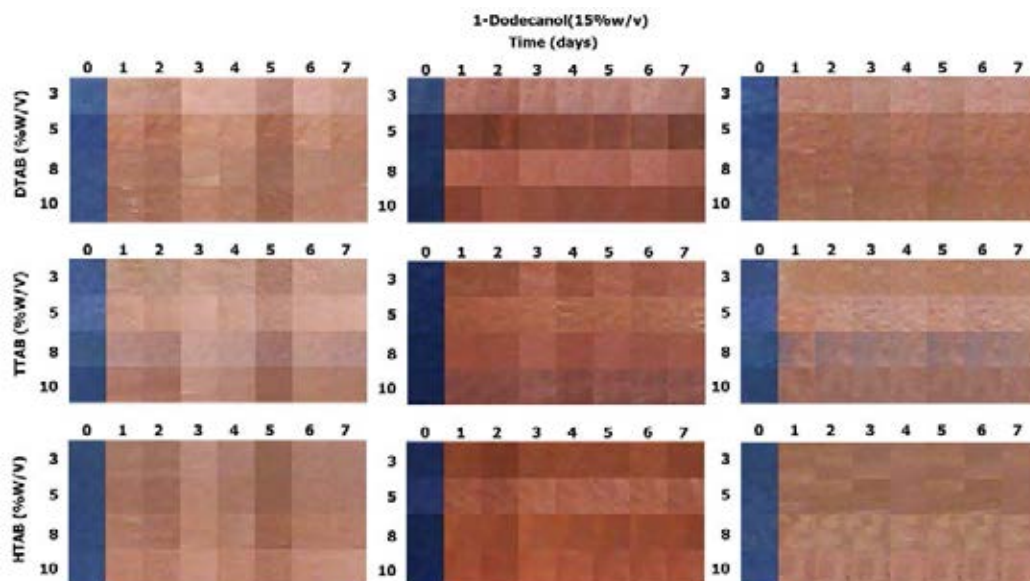 1-Dodecanol(15%w/v)
Time (days)
0 1 2 3 4 5 6 7 0 1 2 3 4 5 6 7 0 1 2 3 4 5 6 7
DTAB (%W/V)
3 3 3
5 5 5
8 8 8
10 10 10
0 1 2 3 4 5 6 7 0 1 2 3 4 5 6 7 0 1 2 3 4 5 6 7
TTAB (%W/V)
3 3 3
5 5 5
8 8 8
10 10 10
0 1 2 3 4 5 6 7 0 1 2 3 4 5 6 7 0 1 2 3 4 5 6 7
HTAB (%W/V)
3 3 3
5 5 5
8 8 8
10 10 10